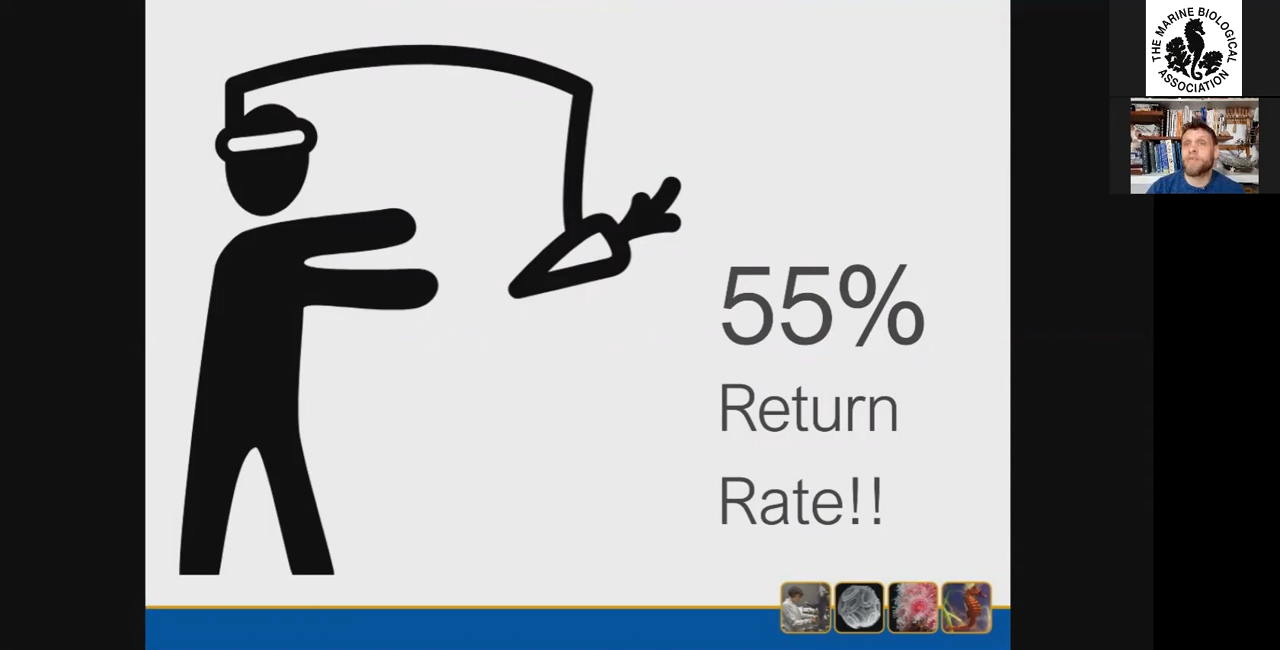 55%
Return
Rate!!
THE MARINE BIOLOGICAL
ASSOCIATION